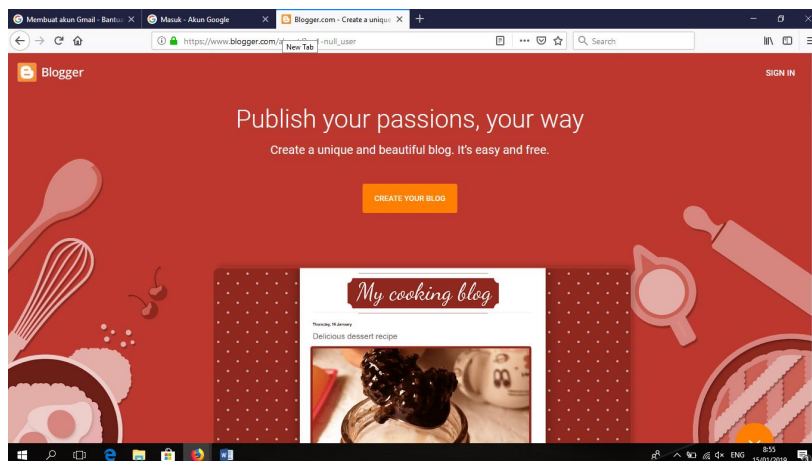 Membuat akun Gmail - Bantua
Masuk - Akun Google
Blogger.com - Create a unique
https://www.blogger.com/
null_user
New Tab
Search
Blogger
SIGN IN
Publish your passions, your way
Create a unique and beautiful blog. It's easy and free.
CREATE YOUR BLOG
My cooking blog
Thursday, 16 January
Delicious dessert recipe
ENG
8:55
15/01/2019